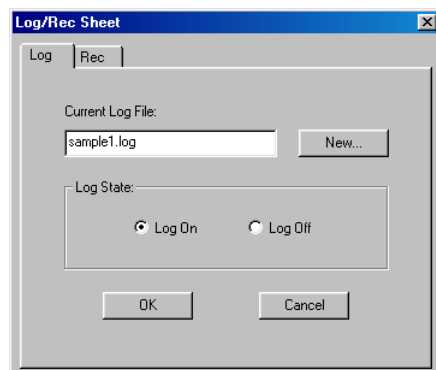 Log/Rec Sheet
Log Rec
Current Log File:
sample1.log New...
Log State:
Log On Log Off
OK Cancel